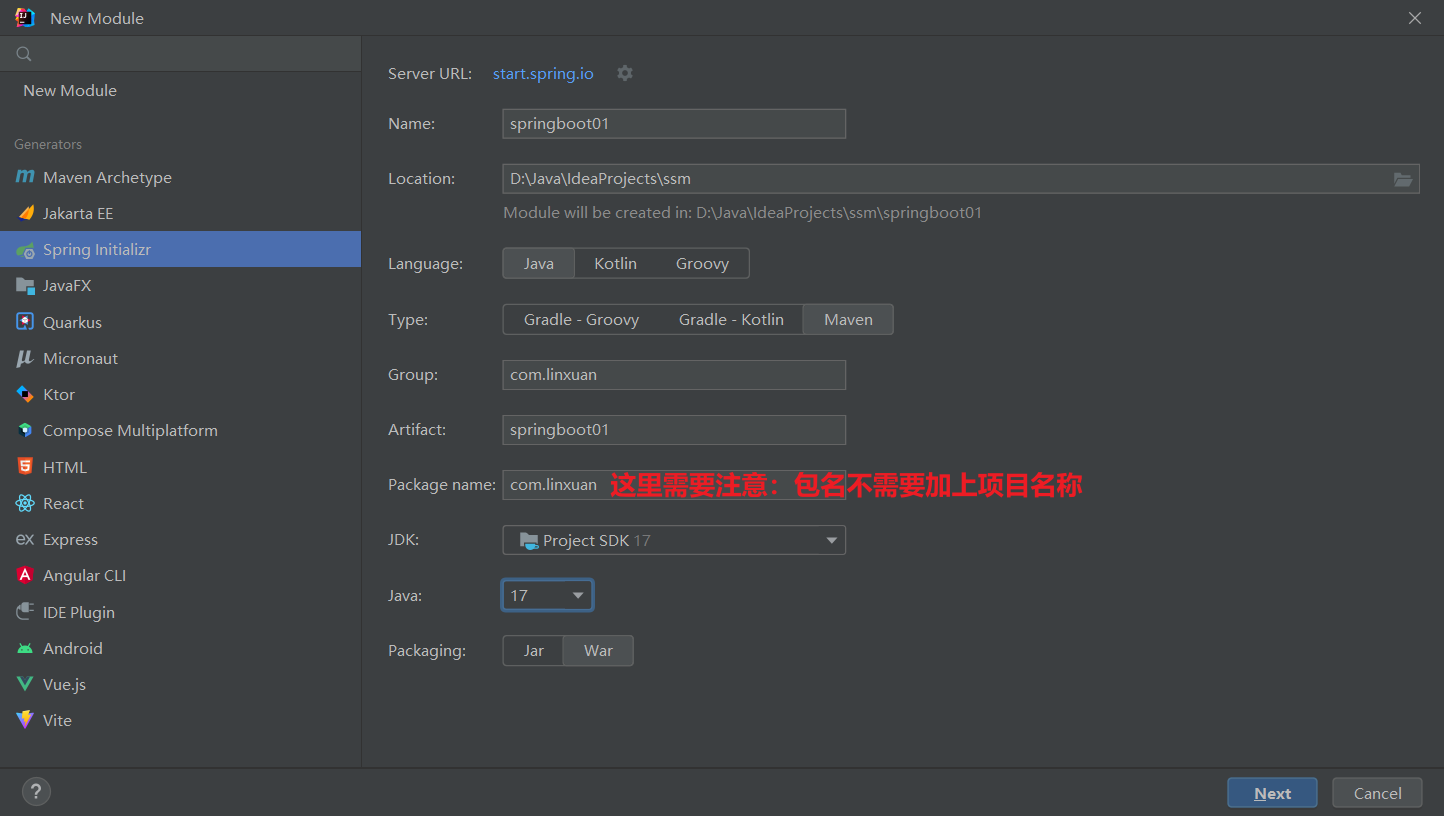 New Module
New Module
Generators
Maven Archetype
Jakarta EE
Spring Initializr
JavaFX
Quarkus
Micronaut
Ktor
Compose Multiplatform
HTML
React
Express
Angular CLI
IDE Plugin
Android
Vue.js
Vite
Server URL: start.spring.io
Name: springboot01
Location: D:\Java\IdeaProjects\ssm
Module will be created in: D:\Java\IdeaProjects\ssm\springboot01
Language: Java Kotlin Groovy
Type: Gradle - Groovy Gradle - Kotlin Maven
Group: com.linxuan
Artifact: springboot01
Package name: com.linxuan 这里需要注意：包名不需要加上项目名称
JDK: Project SDK 17
Java: 17
Packaging: Jar War
? Next Cancel